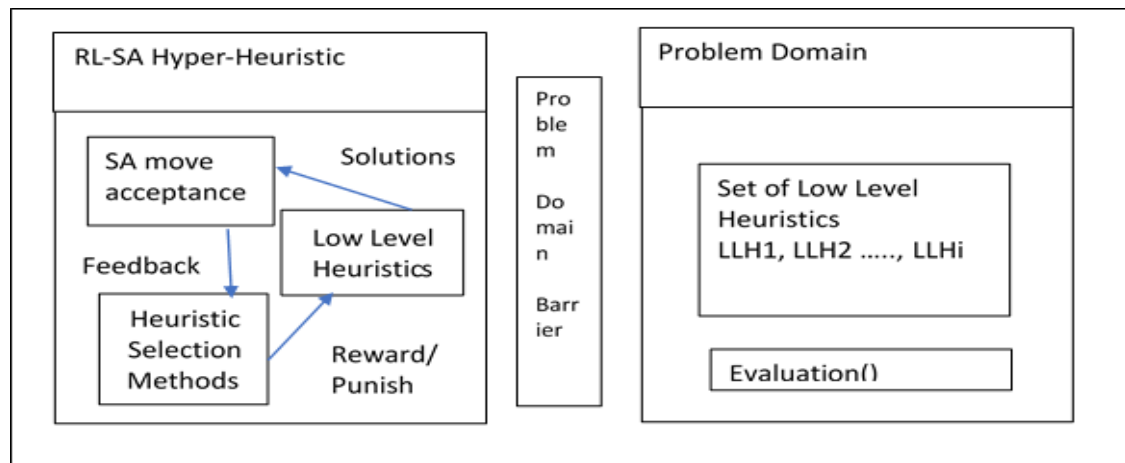 RL-SA Hyper-Heuristic
SA move
acceptance
Solutions
Low Level
Heuristics
Feedback
Heuristic
Selection
Methods
Reward/
Punish
Pro
ble
m
Do
mai
n
Barr
ier
Problem Domain
Set of Low Level
Heuristics
LLH1, LLH2 ....., LLHi
Evaluation()